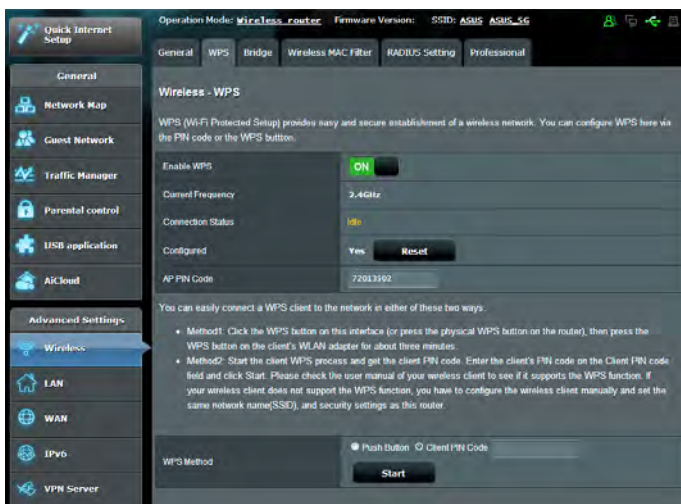 Quick Internet
Setup
Operation Mode: Wireless router Firmware Version: SSID: ASUS ASUS_5G
General WPS Bridge Wireless MAC Filter RADIUS Setting Professional
General
Network Map
Guest Network
Traffic Manager
Parental control
USB application
AiCloud
Advanced Settings
Wireless
LAN
WAN
IPv6
VPN Server
Wireless - WPS
WPS (Wi-Fi Protected Setup) provides easy and secure establishment of a wireless network. You can configure WPS here via
the PIN code or the WPS buttton.
Enable WPS ON
Current Frequency 2.4GHz
Connection Status Idle
Configured Yes Reset
AP PIN Code 72013502
You can easily connect a WPS client to the network in either of these two ways.
• Method1: Click the WPS button on this interface (or press the physical WPS button on the router), then press the
WPS button on the client's WLAN adapter for about three minutes.
• Method2: Start the client WPS process and get the client PIN code. Enter the client's PIN code on the Client PIN code
field and click Start. Please check the user manual of your wireless client to see if it supports the WPS function. If
your wireless client does not support the WPS function, you have to configure the wireless client manually and set the
same network name(SSID), and security settings as this router.
WPS Method Push Button Client PIN Code
Start